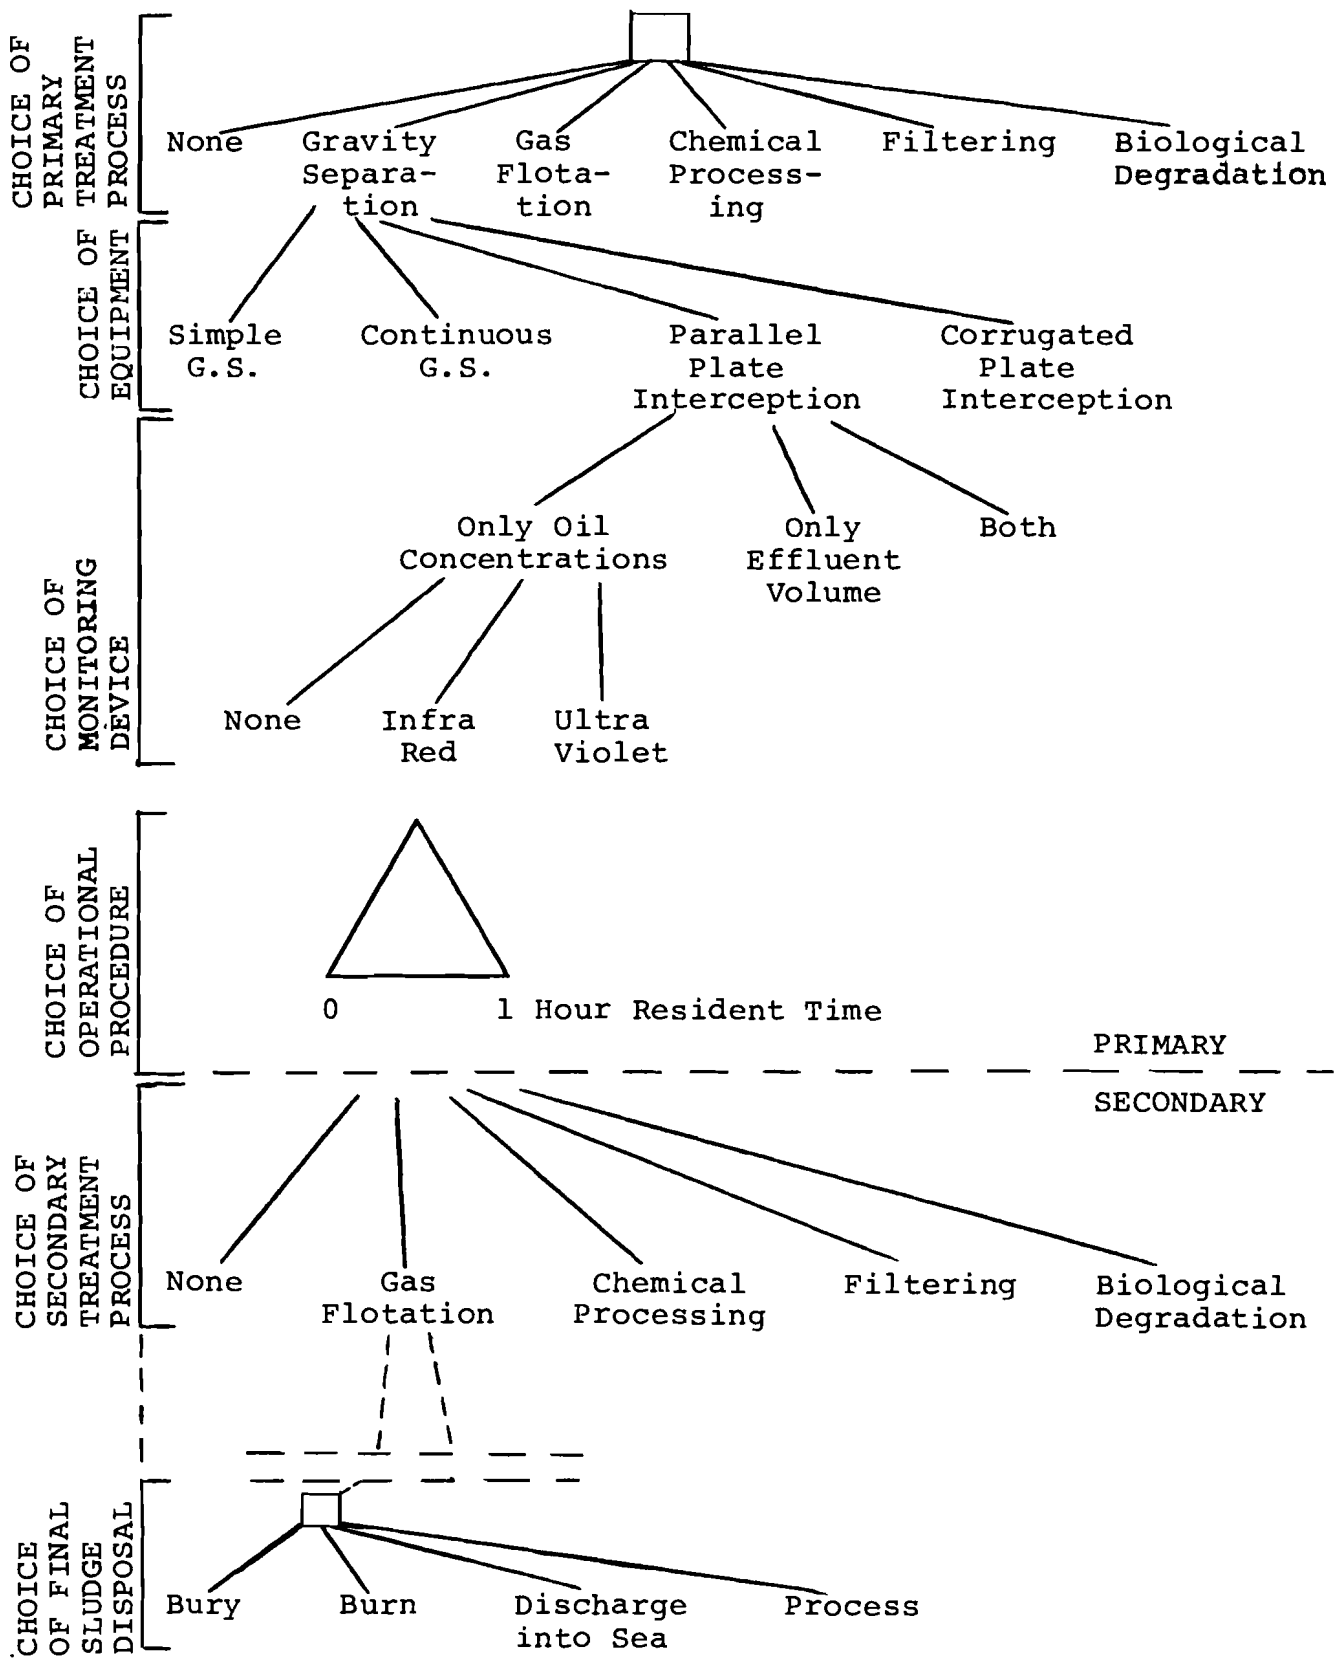 CHOICE OF
PRIMARY
TREATMENT
PROCESS
None
Gravity
Separa-
tion
Gas
Flota-
tion
Chemical
Process-
ing
Filtering
Biological
Degradation
CHOICE OF
EQUIPMENT
Simple
G.S.
Continuous
G.S.
Parallel
Plate
Interception
Corrugated
Plate
Interception
CHOICE OF
MONITORING
DEVICE
Only Oil
Concentrations
Only
Effluent
Volume
Both
None
Infra
Red
Ultra
Violet
CHOICE OF
OPERATIONAL
PROCEDURE
0
1 Hour Resident Time
PRIMARY
SECONDARY
CHOICE OF
SECONDARY
TREATMENT
PROCESS
None
Gas
Flotation
Chemical
Processing
Filtering
Biological
Degradation
CHOICE
OF FINAL
SLUDGE
DISPOSAL
Bury
Burn
Discharge
into Sea
Process